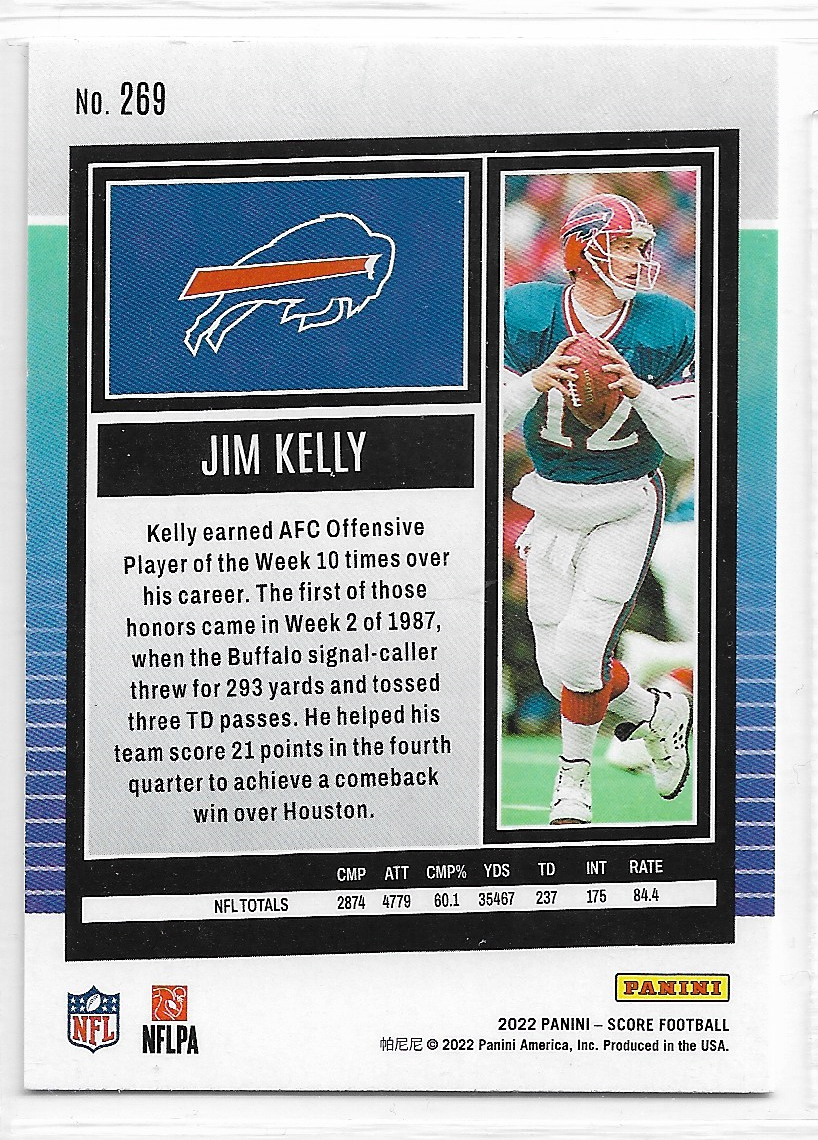 No. 269
JIM KELLY
Kelly earned AFC Offensive
Player of the Week 10 times over
his career. The first of those
honors came in Week 2 of 1987,
when the Buffalo signal-caller
threw for 293 yards and tossed
three TD passes. He helped his
team score 21 points in the fourth
quarter to achieve a comeback
win over Houston.
12
CMP ATT CMP% YDS TD INT RATE
NFL TOTALS 2874 4779 60.1 35467 237 175 84.4
NFL
NFLPA
PANINI
2022 PANINI – SCORE FOOTBALL
帕尼尼 © 2022 Panini America, Inc. Produced in the USA.